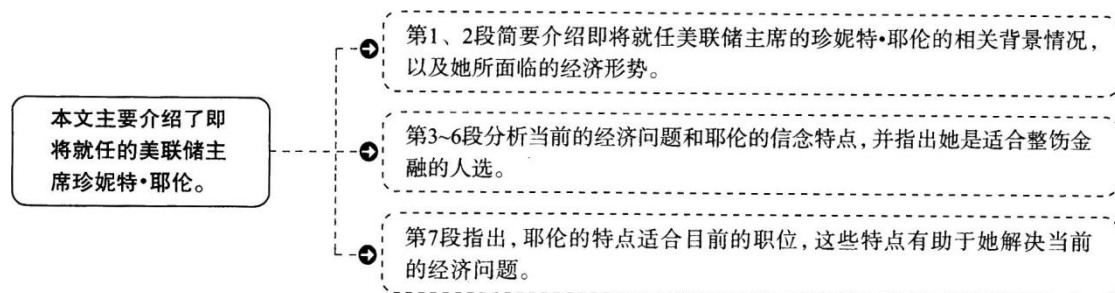 本文主要介绍了即
将就任的美联储主
席珍妮特•耶伦。
第1、2段简要介绍即将就任美联储主席的珍妮特•耶伦的相关背景情况，
以及她所面临的经济形势。
第3~6段分析当前的经济问题和耶伦的信念特点，并指出她是适合整饬金
融的人选。
第7段指出，耶伦的特点适合目前的职位，这些特点有助于她解决当前
的经济问题。